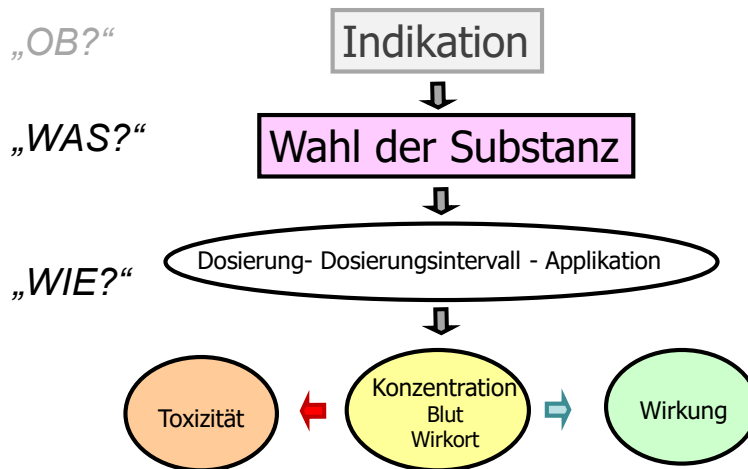 „OB?“
Indikation
„WAS?“
Wahl der Substanz
Dosierung- Dosierungsintervall - Applikation
„WIE?“
Toxizität
Konzentration
Blut
Wirkort
Wirkung